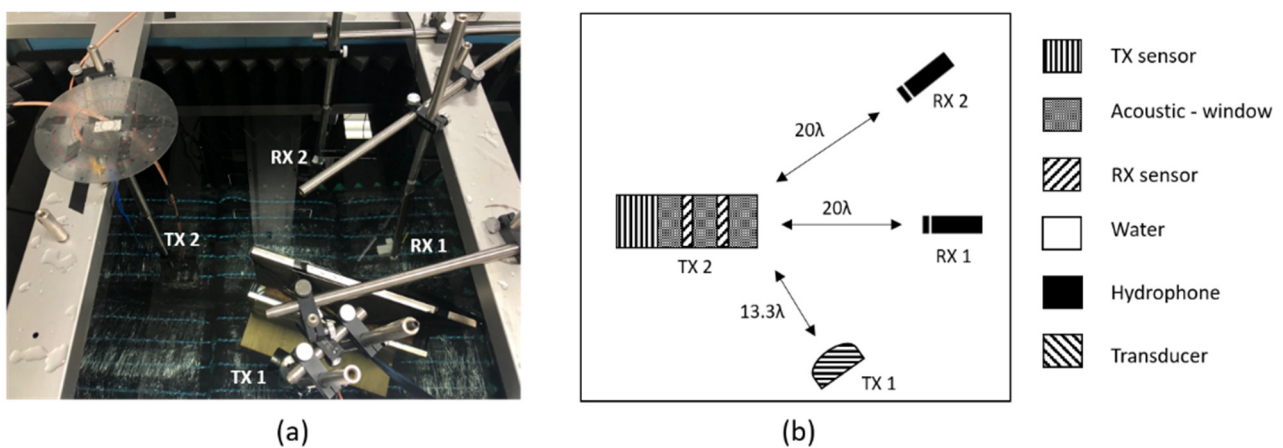 RX 2
TX 2
RX 1
TX 1
(a)
RX 2
20λ
20λ
TX 2
RX 1
13.3λ
TX 1
(b)
TX sensor
Acoustic - window
RX sensor
Water
Hydrophone
Transducer